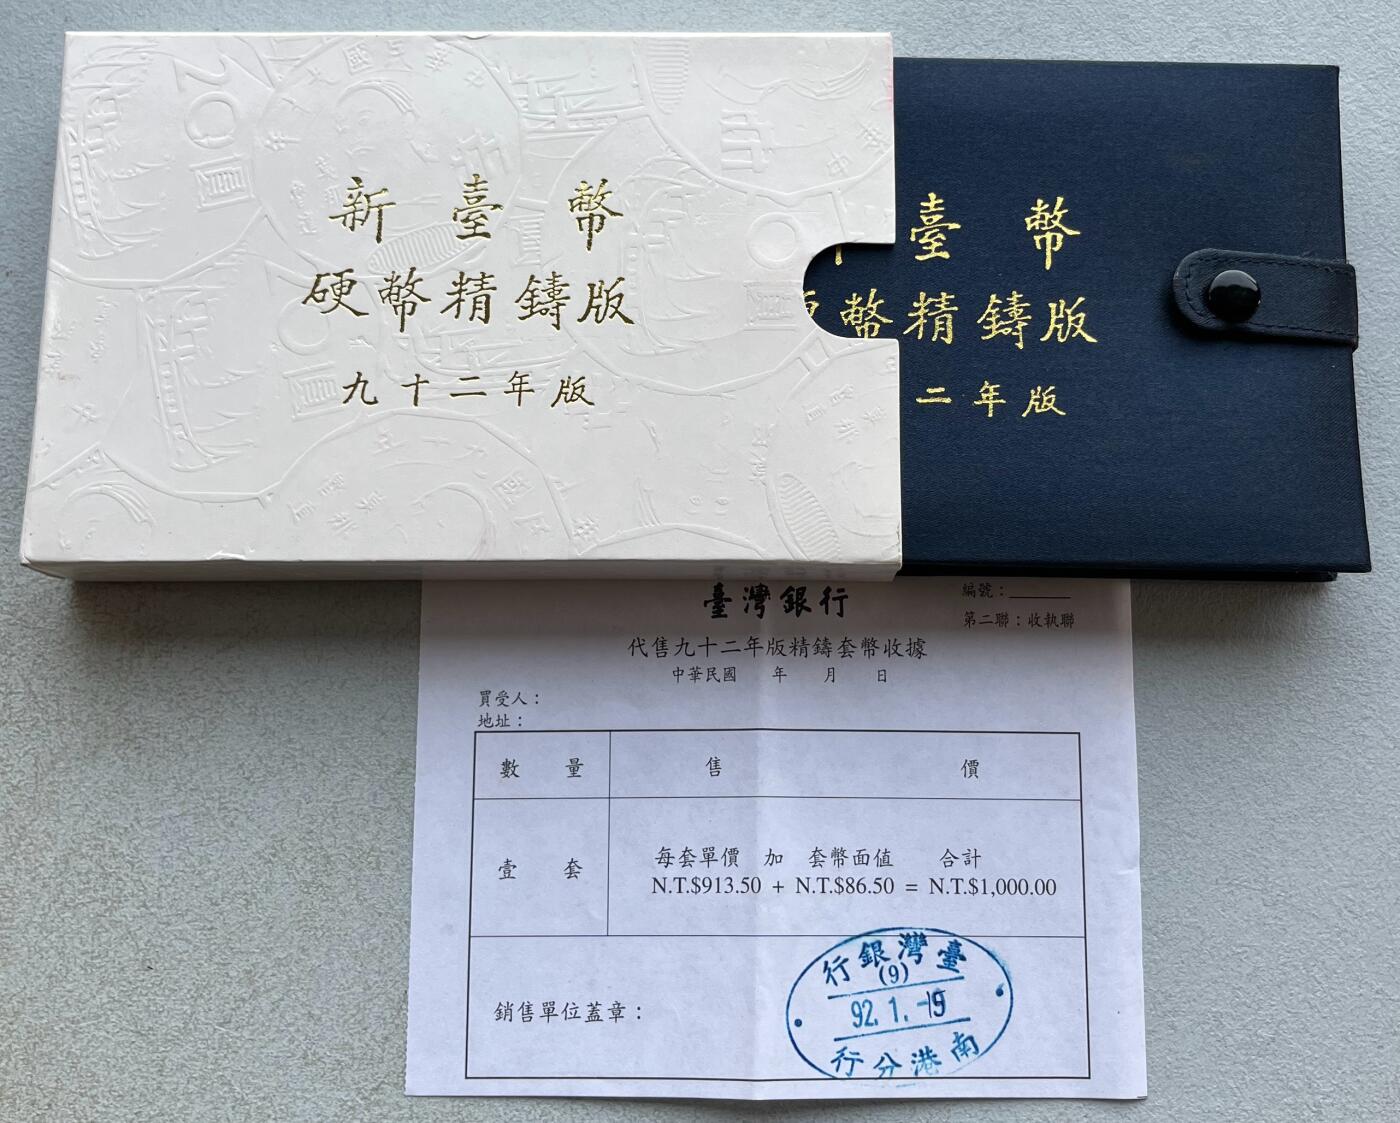 新臺幣
硬幣精鑄版
九十二年版
臺幣
幣精鑄版
二年版
臺灣銀行
編號：
第二聯：收執聯
代售九十二年版精鑄套幣收據
中華民國 年 月 日
買受人：
地址：
數量 售價
壹套 每套單價 加 套幣面值 合計
N.T.$913.50 + N.T.$86.50 = N.T.$1,000.00
銷售單位蓋章：
臺灣銀行
(9)
92. 1. 15
南港分行
20圓